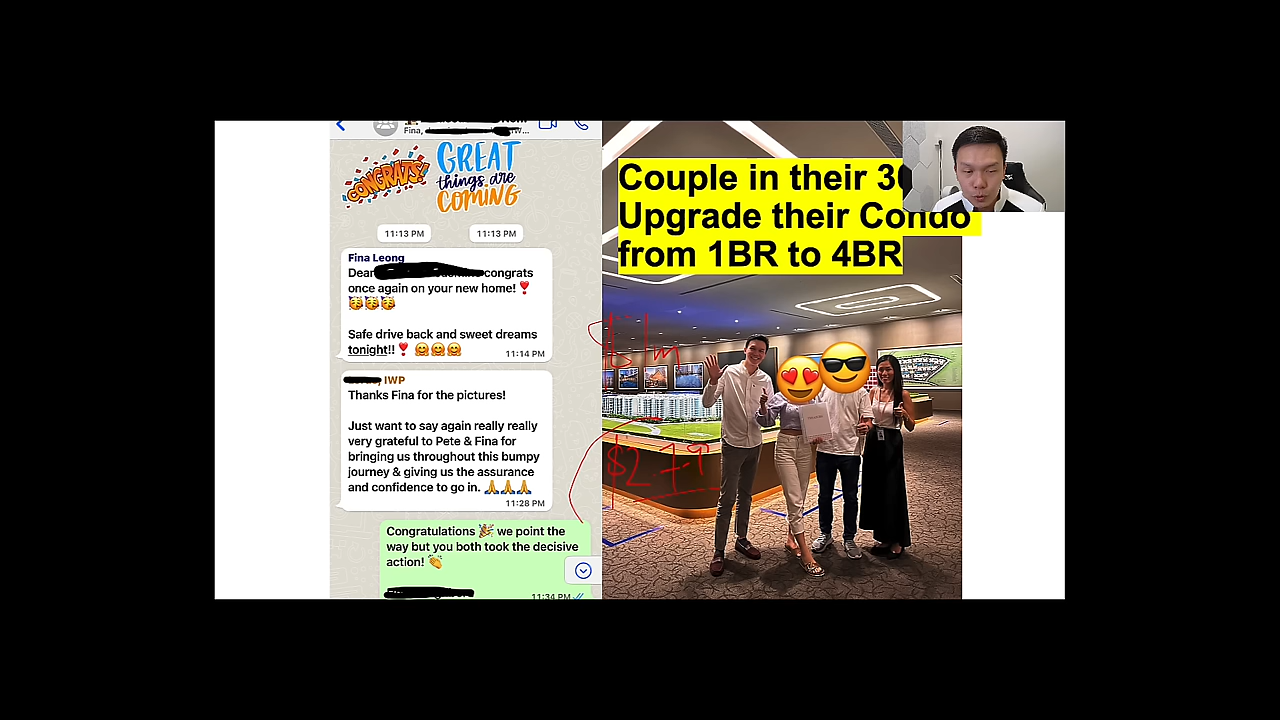 Fina,
CONGRATS!
GREAT
things are
COMING
11:13 PM
11:13 PM
Fina Leong
Dear congrats
once again on your new home! ❣️
🥳🥳🥳
Safe drive back and sweet dreams
tonight!! ❣️ 🤗🤗🤗
11:14 PM
IWP
Thanks Fina for the pictures!
Just want to say again really really
very grateful to Pete & Fina for
bringing us throughout this bumpy
journey & giving us the assurance
and confidence to go in. 🙏🙏🙏
11:28 PM
Congratulations 🎉 we point the
way but you both took the decisive
action! 👏
11:34 PM
Couple in their
Upgrade their Condo
from 1BR to 4BR